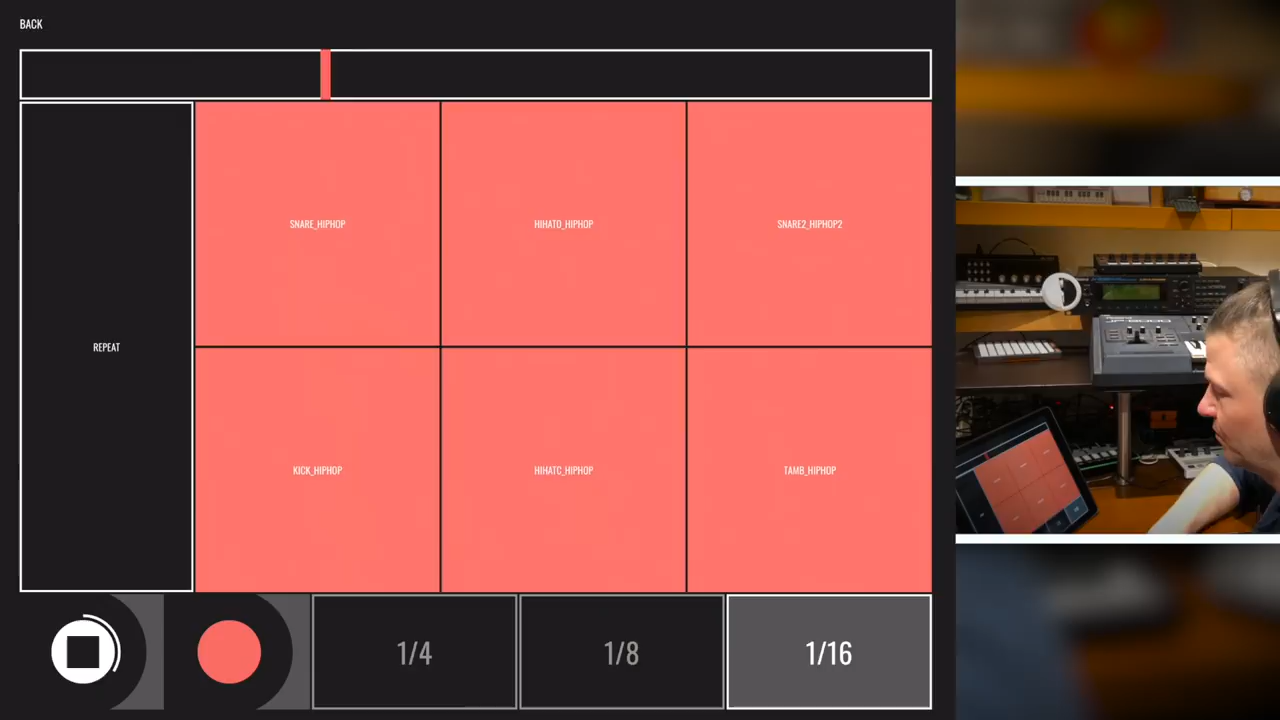 BACK
SNARE_HIPHOP
HIHATO_HIPHOP
SNARE2_HIPHOP2
REPEAT
KICK_HIPHOP
HIHATC_HIPHOP
TAMB_HIPHOP
1/4
1/8
1/16